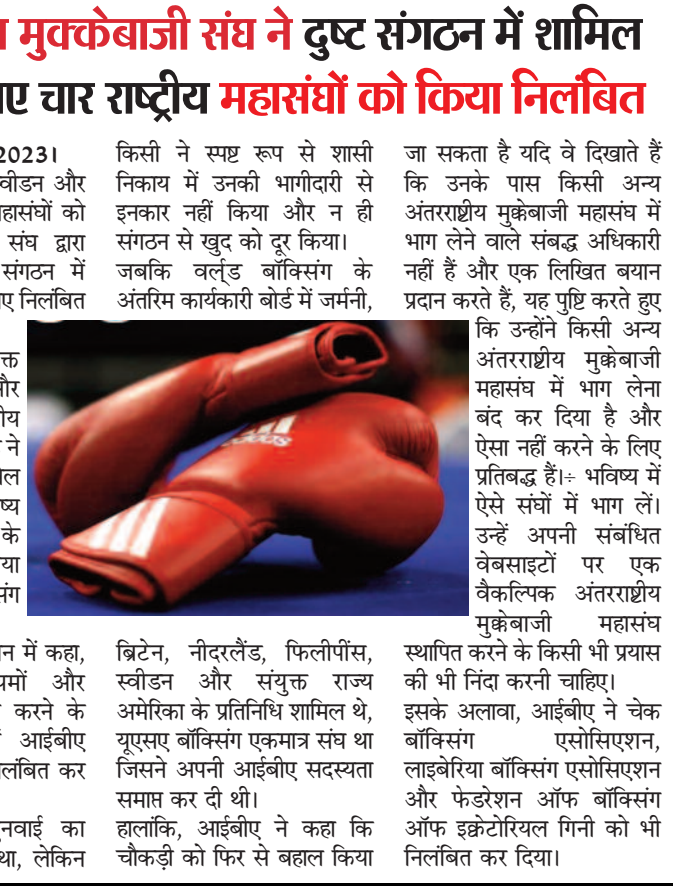 मुक्केबाजी संघ ने दुष्ट संगठन में शामिल
चार राष्ट्रीय महासंघों को किया निलंबित
2023।
वीडन और
हासंघों को
संघ द्वारा
संगठन में
ए निलंबित
क्त
और
ीय
ने
ेल
ष्य
के
या
संग
न में कहा,
यमों और
करने के
आईबीए
लंबित कर
नवाई का
था, लेकिन
किसी ने स्पष्ट रूप से शासी
निकाय में उनकी भागीदारी से
इनकार नहीं किया और न ही
संगठन से खुद को दूर किया।
जबकि वर्ल्ड बॉक्सिंग के
अंतरिम कार्यकारी बोर्ड में जर्मनी,
adidas
ब्रिटेन, नीदरलैंड, फिलीपींस,
स्वीडन और संयुक्त राज्य
अमेरिका के प्रतिनिधि शामिल थे,
यूएसए बॉक्सिंग एकमात्र संघ था
जिसने अपनी आईबीए सदस्यता
समाप्त कर दी थी।
हालांकि, आईबीए ने कहा कि
चौकड़ी को फिर से बहाल किया
जा सकता है यदि वे दिखाते हैं
कि उनके पास किसी अन्य
अंतरराष्ट्रीय मुक्केबाजी महासंघ में
भाग लेने वाले संबद्ध अधिकारी
नहीं हैं और एक लिखित बयान
प्रदान करते हैं, यह पुष्टि करते हुए
कि उन्होंने किसी अन्य
अंतरराष्ट्रीय मुक्केबाजी
महासंघ में भाग लेना
बंद कर दिया है और
ऐसा नहीं करने के लिए
प्रतिबद्ध हैं।÷ भविष्य में
ऐसे संघों में भाग लें।
उन्हें अपनी संबंधित
वेबसाइटों पर एक
वैकल्पिक अंतरराष्ट्रीय
मुक्केबाजी महासंघ
स्थापित करने के किसी भी प्रयास
की भी निंदा करनी चाहिए।
इसके अलावा, आईबीए ने चेक
बॉक्सिंग एसोसिएशन,
लाइबेरिया बॉक्सिंग एसोसिएशन
और फेडरेशन ऑफ बॉक्सिंग
ऑफ इक्वेटोरियल गिनी को भी
निलंबित कर दिया।